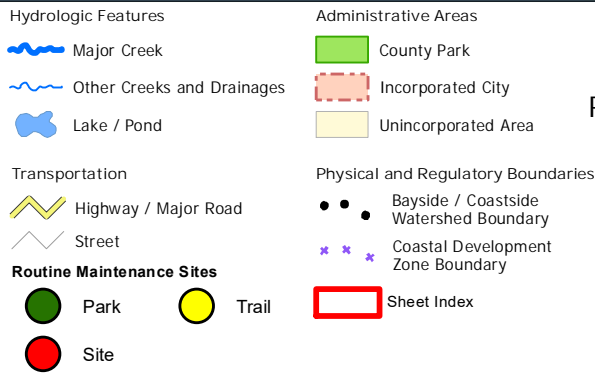 Hydrologic Features
Major Creek
Other Creeks and Drainages
Lake / Pond
Transportation
Highway / Major Road
Street
Routine Maintenance Sites
Park
Trail
Site
Administrative Areas
County Park
Incorporated City
Unincorporated Area
Physical and Regulatory Boundaries
Bayside / Coastside
Watershed Boundary
Coastal Development
Zone Boundary
Sheet Index